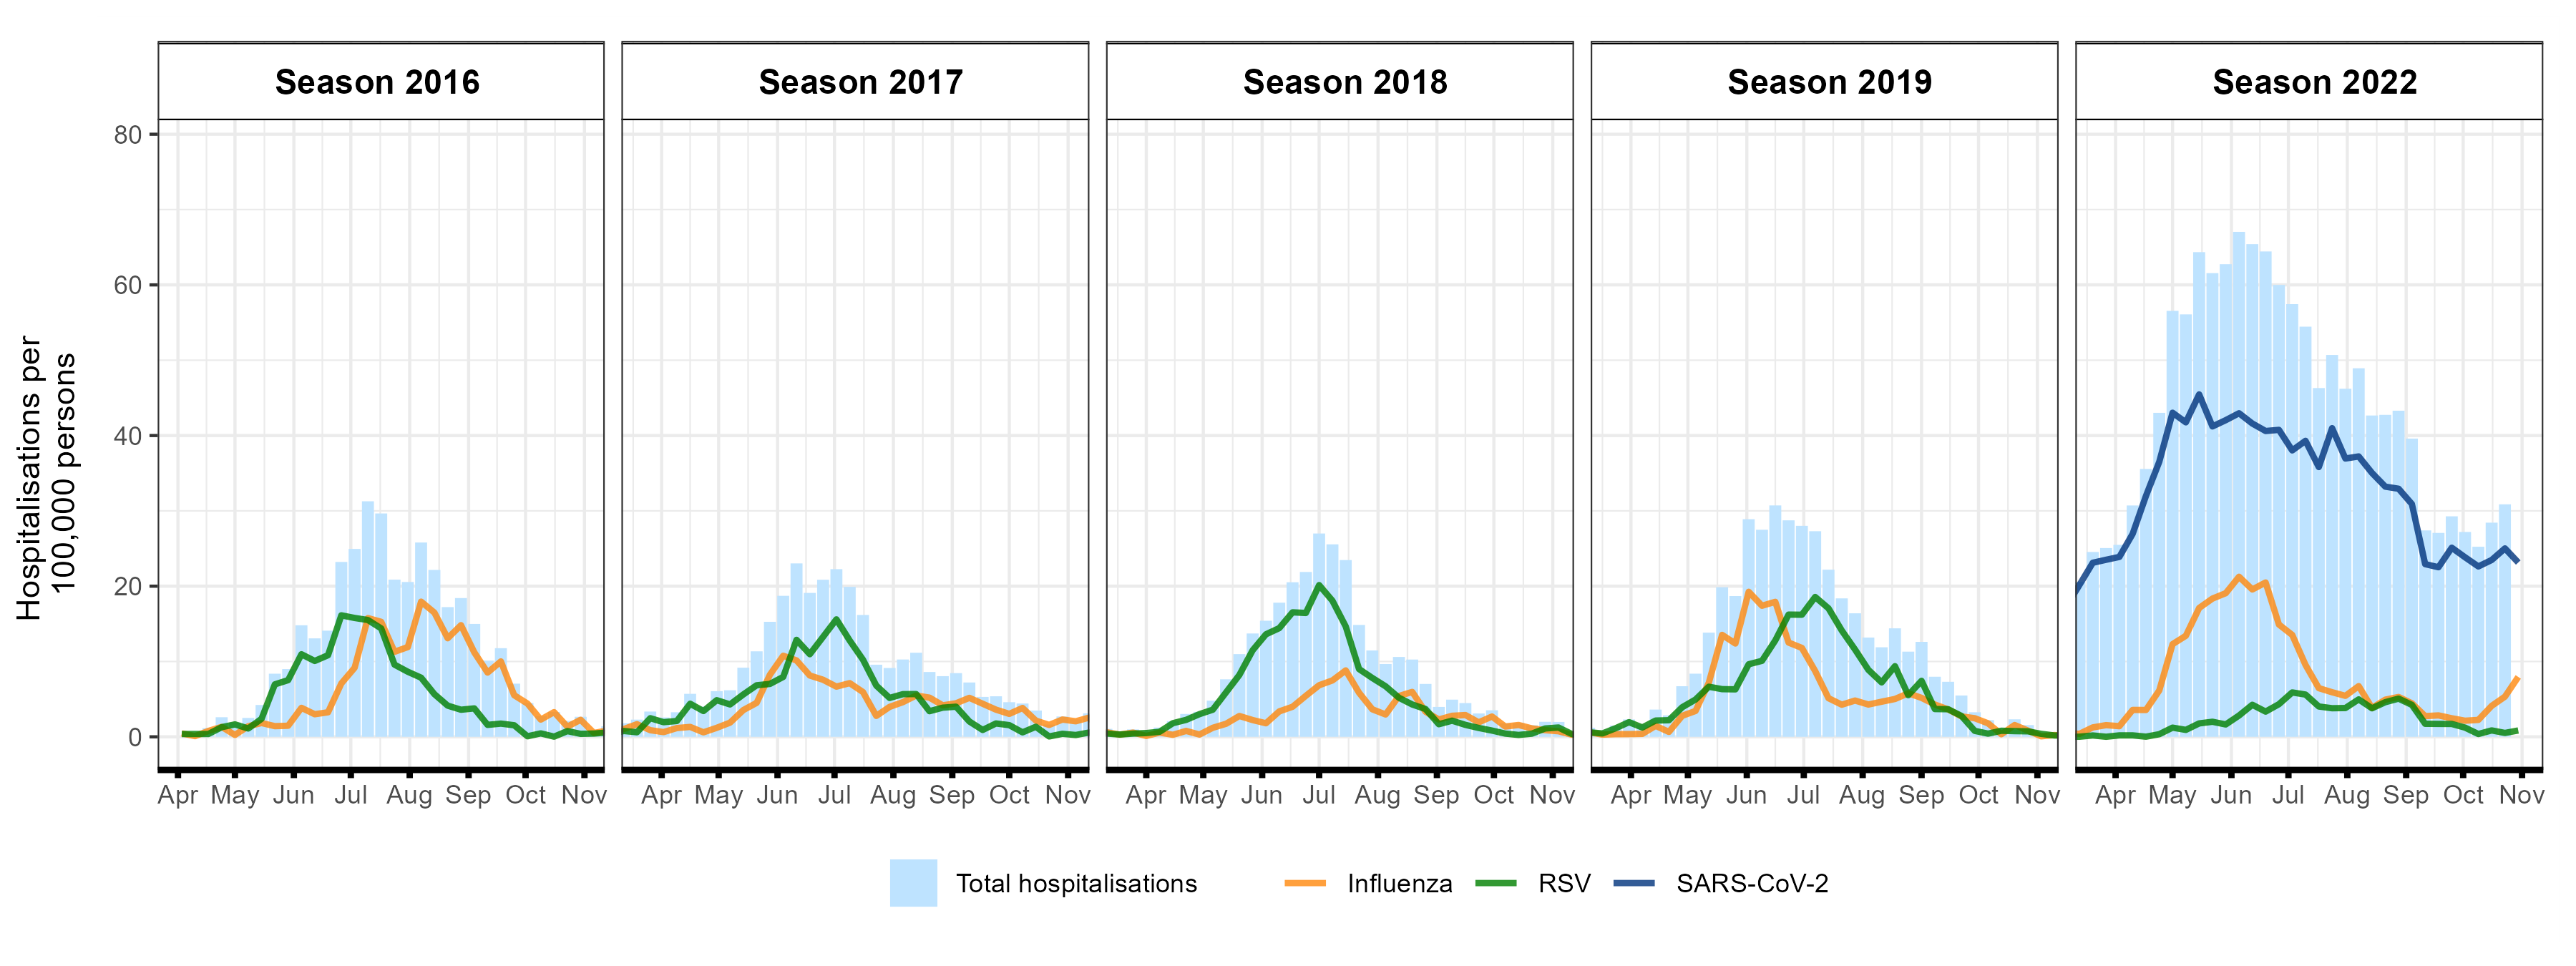 Season 2016 Season 2017 Season 2018 Season 2019 Season 2022
Hospitalisations per
100,000 persons
80
60
40
20
0
Apr May Jun Jul Aug Sep Oct Nov Apr May Jun Jul Aug Sep Oct Nov Apr May Jun Jul Aug Sep Oct Nov Apr May Jun Jul Aug Sep Oct Nov Apr May Jun Jul Aug Sep Oct Nov
Total hospitalisations Influenza RSV SARS-CoV-2